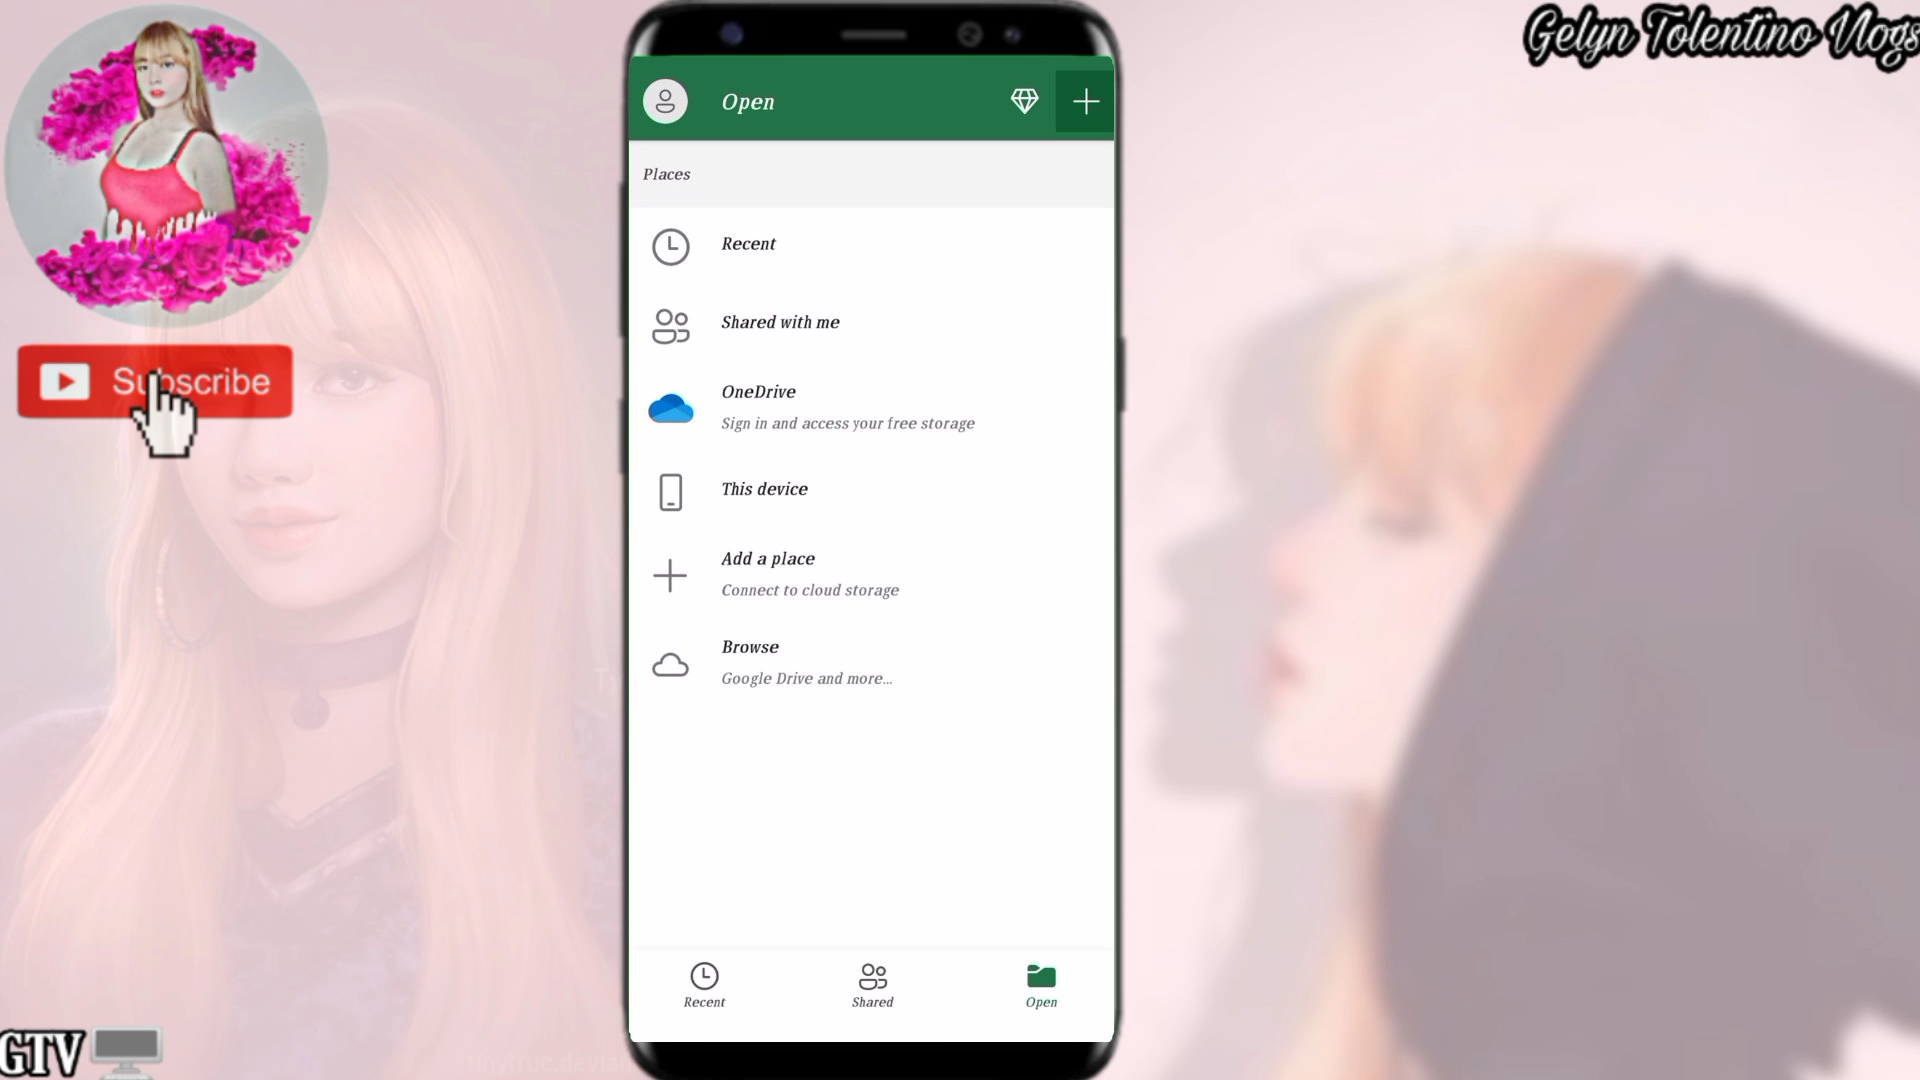 Gelyn Tolentino Vlogs
Subscribe
Open
Places
Recent
Shared with me
OneDrive
Sign in and access your free storage
This device
Add a place
Connect to cloud storage
Browse
Google Drive and more...
Recent
Shared
Open
GTV